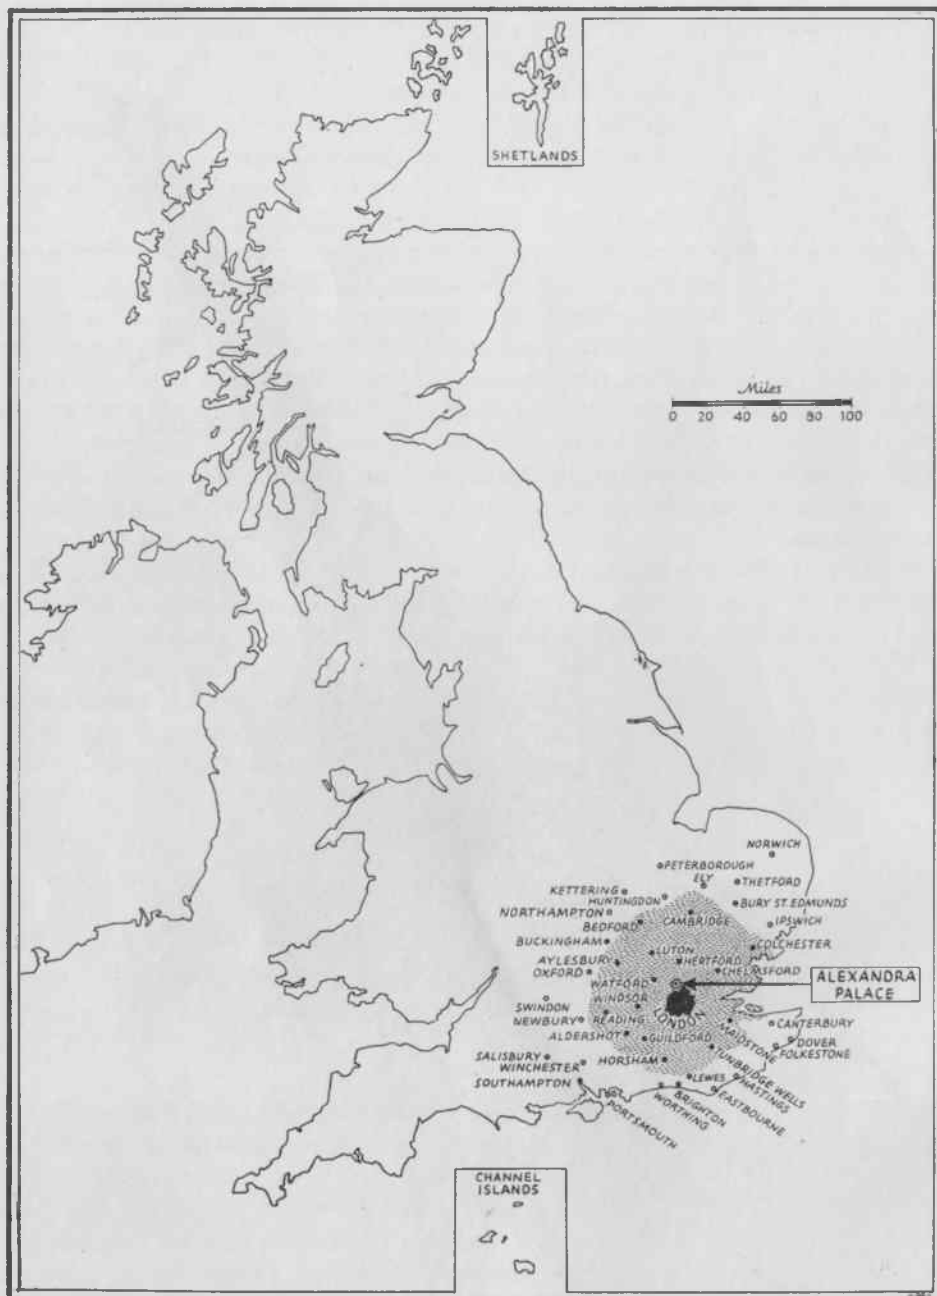 SHETLANDS
Miles
0 20 40 60 80 100
NORWICH
PETERBOROUGH
ELY
THETFORD
KETTERING
HUNTINGDON
BURY ST. EDMUNDS
NORTHAMPTON
CAMBRIDGE
IPSWICH
BEDFORD
BUCKINGHAM
COLCHESTER
LUTON
AYLESBURY
HERTFORD
OXFORD
CHELMSFORD
WATFORD
ALEXANDRA
PALACE
WINDSOR
SWINDON
LONDON
NEWBURY
READING
CANTERBURY
MAIDSTONE
ALDERSHOT
GUILDFORD
DOVER
FOLKESTONE
SALISBURY
HORSHAM
TUNBRIDGE WELLS
WINCHESTER
SOUTHAMPTON
LEWES
HASTINGS
EASTBOURNE
BRIGHTON
WORTHING
PORTSMOUTH
CHANNEL
ISLANDS